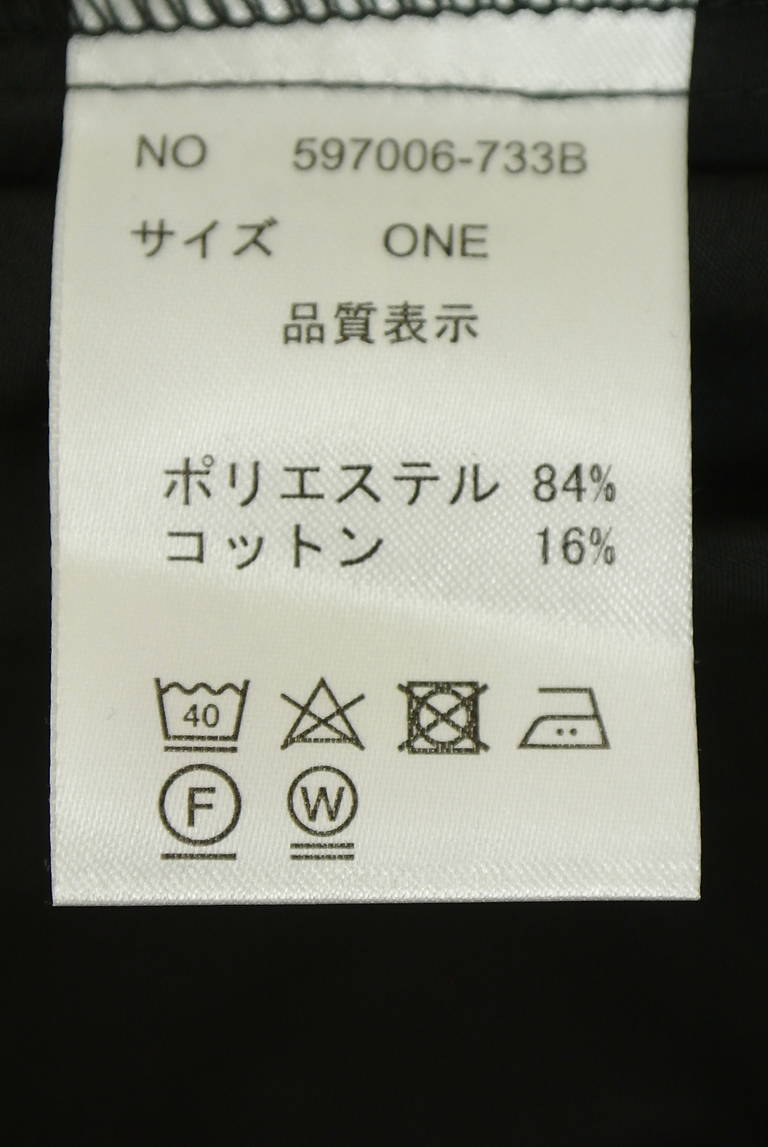 NO 597006-733B
サイズ ONE
品質表示
ポリエステル 84%
コットン 16%
40
F W